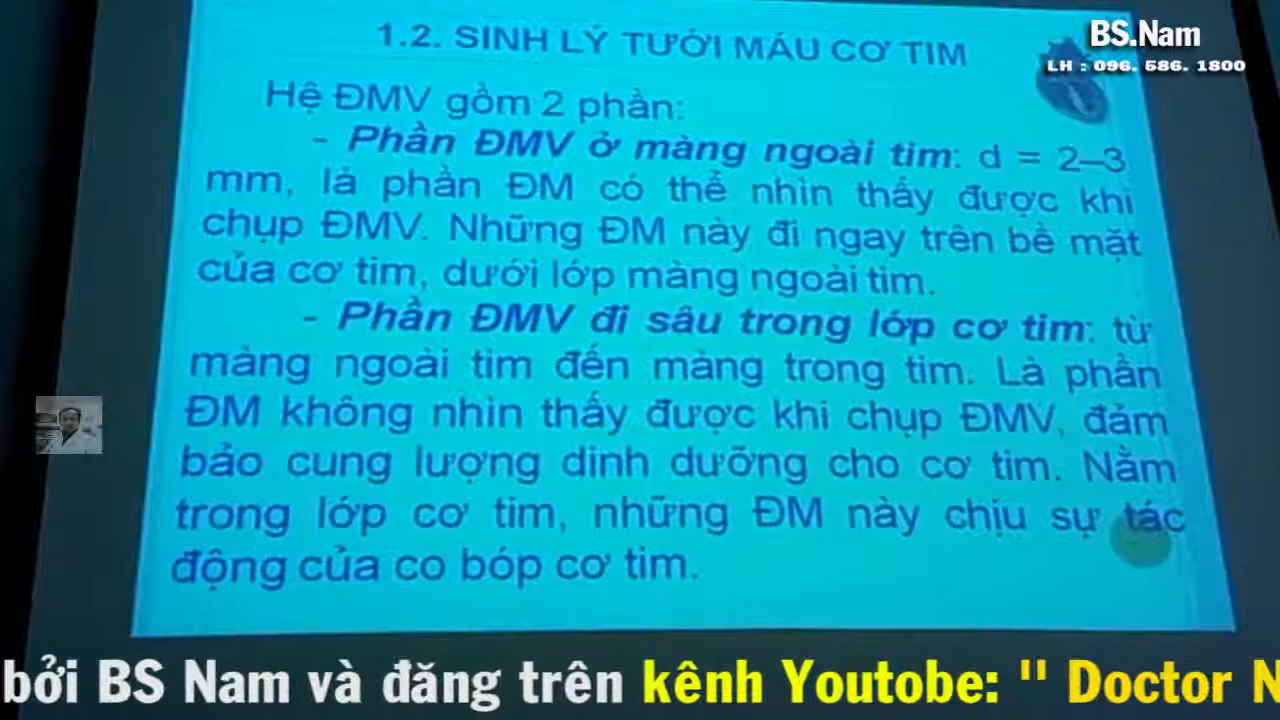 1.2. SINH LÝ TƯỚI MÁU CƠ TIM
BS.Nam
LH : 096. 586. 1800
Hệ ĐMV gồm 2 phần:
- Phần ĐMV ở màng ngoài tim: d = 2–3
mm, là phần ĐM có thể nhìn thấy được khi
chụp ĐMV. Những ĐM này đi ngay trên bề mặt
của cơ tim, dưới lớp màng ngoài tim.
- Phần ĐMV đi sâu trong lớp cơ tim: từ
màng ngoài tim đến màng trong tim. Là phần
ĐM không nhìn thấy được khi chụp ĐMV, đảm
bảo cung lượng dinh dưỡng cho cơ tim. Nằm
trong lớp cơ tim, những ĐM này chịu sự tác
động của co bóp cơ tim.
bởi BS Nam và đăng trên kênh Youtobe: " Doctor N